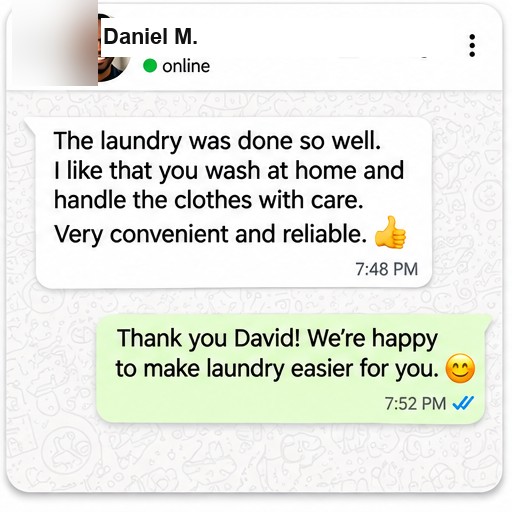 Daniel M.
online
The laundry was done so well.
I like that you wash at home and
handle the clothes with care.
Very convenient and reliable. 👍
7:48 PM
Thank you David! We're happy
to make laundry easier for you. 😊
7:52 PM